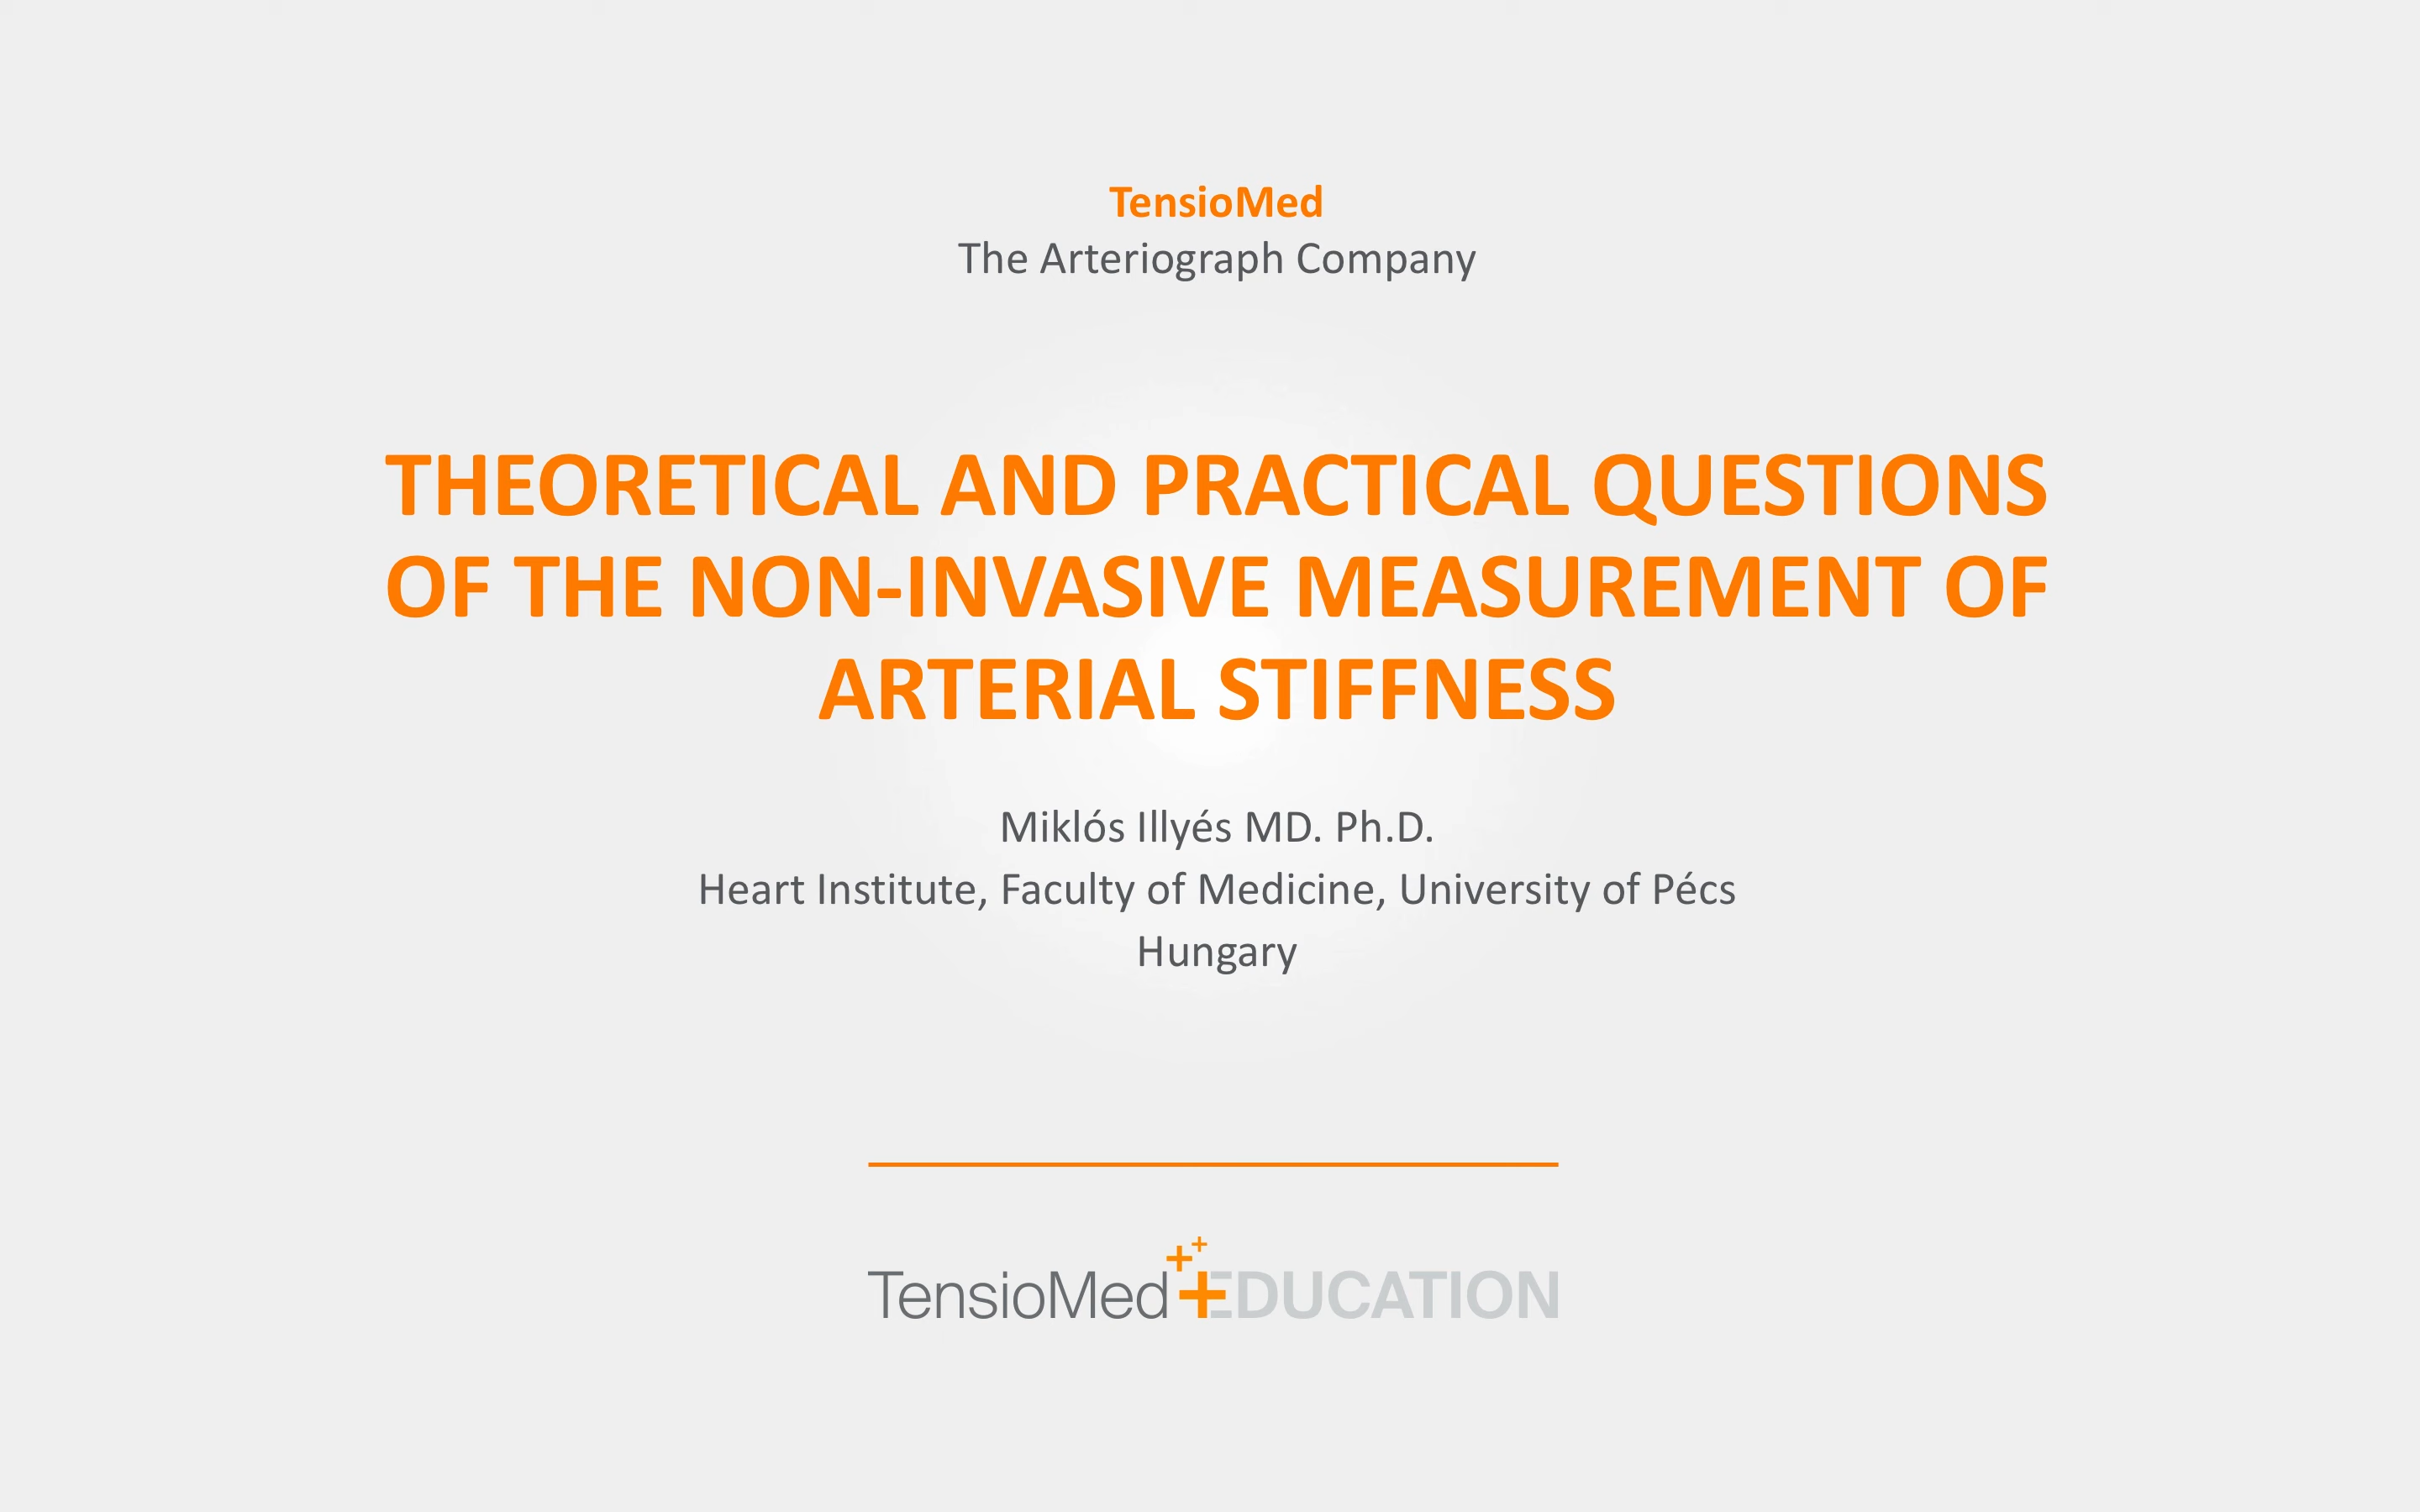 TensioMed
The Arteriograph Company
THEORETICAL AND PRACTICAL QUESTIONS
OF THE NON-INVASIVE MEASUREMENT OF
ARTERIAL STIFFNESS
Miklós Illyés MD. Ph.D.
Heart Institute, Faculty of Medicine, University of Pécs
Hungary
TensioMed EDUCATION